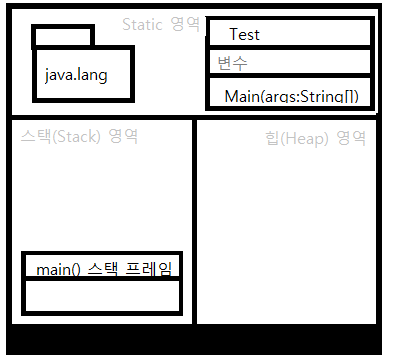 Static 영역
Test
java.lang
변수
Main(args:String[])
스택(Stack) 영역
힙(Heap) 영역
main() 스택 프레임